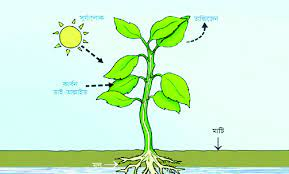 সূর্যালোক
অক্সিজেন
কার্বন
ডাই অক্সাইড
মাটি
মূল